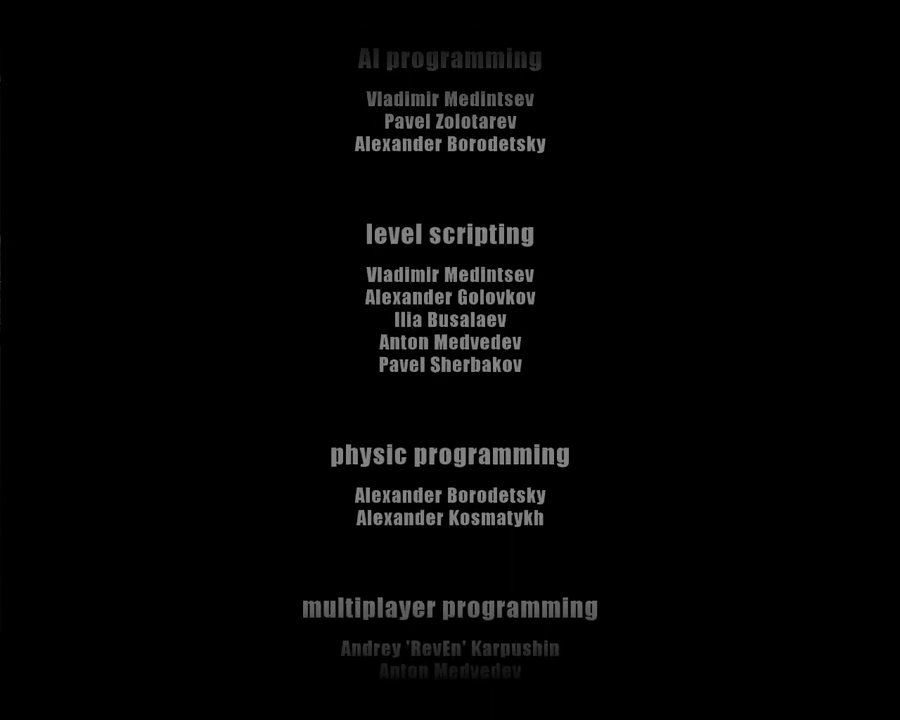 AI programming
Vladimir Medintsev
Pavel Zolotarev
Alexander Borodetsky
level scripting
Vladimir Medintsev
Alexander Golovkov
Ilia Busalaev
Anton Medvedev
Pavel Sherbakov
physic programming
Alexander Borodetsky
Alexander Kosmatykh
multiplayer programming
Andrey 'RevEn' Karpushin
Anton Medvedev